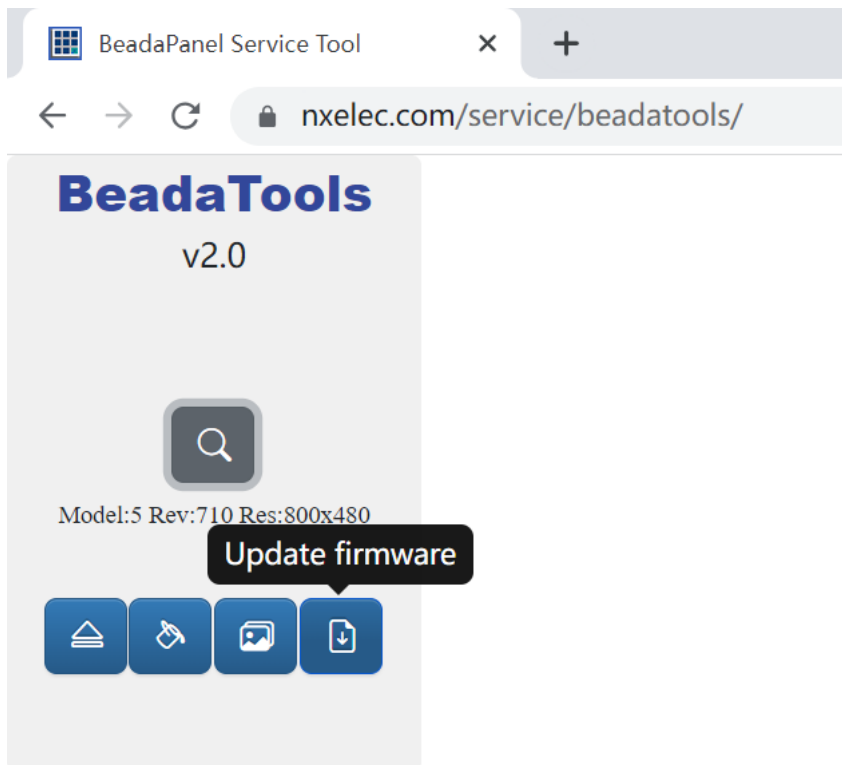 BeadaPanel Service Tool
nxelec.com/service/beadatools/
BeadaTools
v2.0
Model:5 Rev:710 Res:800x480
Update firmware